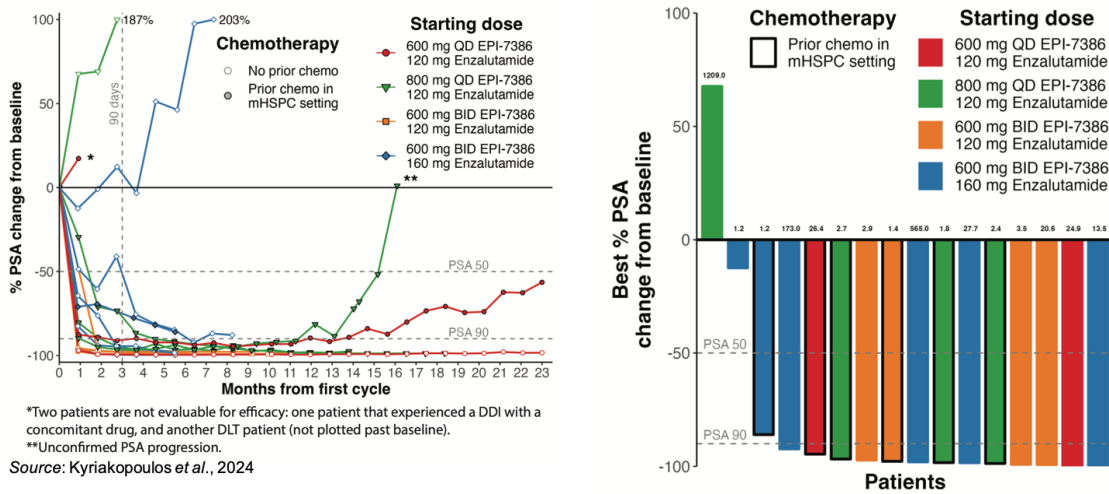 100
187%
203%
Starting dose
Chemotherapy
No prior chemo
Prior chemo in
mHSPC setting
600 mg QD EPI-7386
120 mg Enzalutamide
800 mg QD EPI-7386
120 mg Enzalutamide
600 mg BID EPI-7386
120 mg Enzalutamide
600 mg BID EPI-7386
160 mg Enzalutamide
% PSA change from baseline
50
0
-50
-100
90 days
*
**
PSA 50
PSA 90
0 1 2 3 4 5 6 7 8 9 10 11 12 13 14 15 16 17 18 19 20 21 22 23
Months from first cycle
*Two patients are not evaluable for efficacy: one patient that experienced a DDI with a
concomitant drug, and another DLT patient (not plotted past baseline).
**Unconfirmed PSA progression.
Source: Kyriakopoulos et al., 2024
100
Chemotherapy
Prior chemo in
mHSPC setting
Starting dose
600 mg QD EPI-7386
120 mg Enzalutamide
800 mg QD EPI-7386
120 mg Enzalutamide
600 mg BID EPI-7386
120 mg Enzalutamide
600 mg BID EPI-7386
160 mg Enzalutamide
Best % PSA
change from baseline
50
0
-50
-100
1209.0
1.2 1.2 173.0 26.4 2.7 2.9 1.4 565.0 1.8 27.7 2.4 3.5 20.6 24.9 13.5
PSA 50
PSA 90
Patients